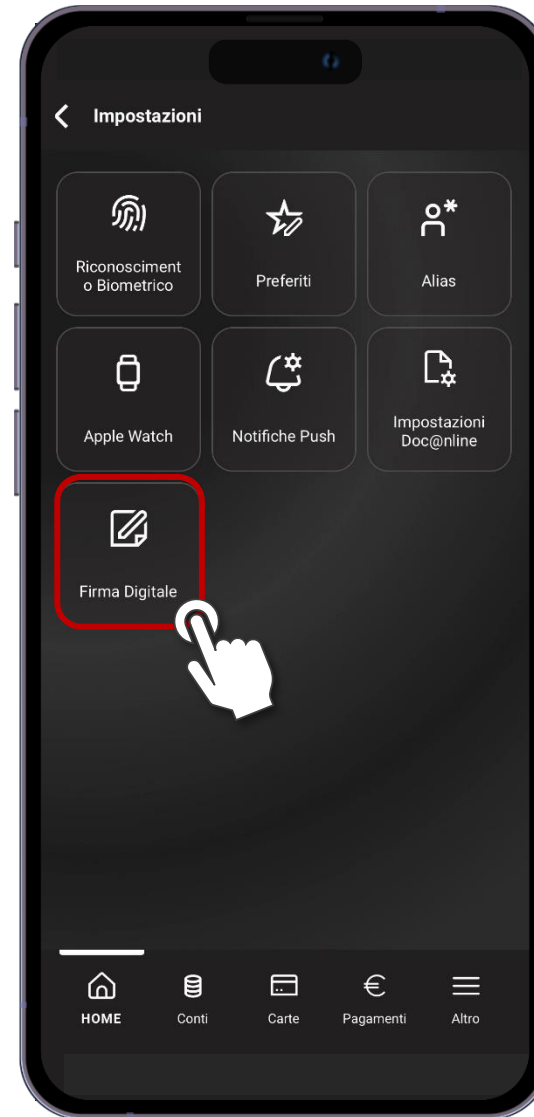 Impostazioni
Riconosciment
o Biometrico
Preferiti
Alias
Apple Watch
Notifiche Push
Impostazioni
Doc@nline
Firma Digitale
HOME
Conti
Carte
Pagamenti
Altro